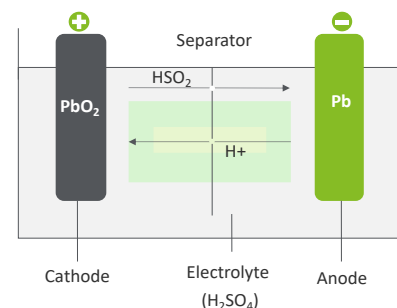 +
−
Separator
HSO₂
PbO₂
Pb
H+
Cathode
Electrolyte
(H₂SO₄)
Anode